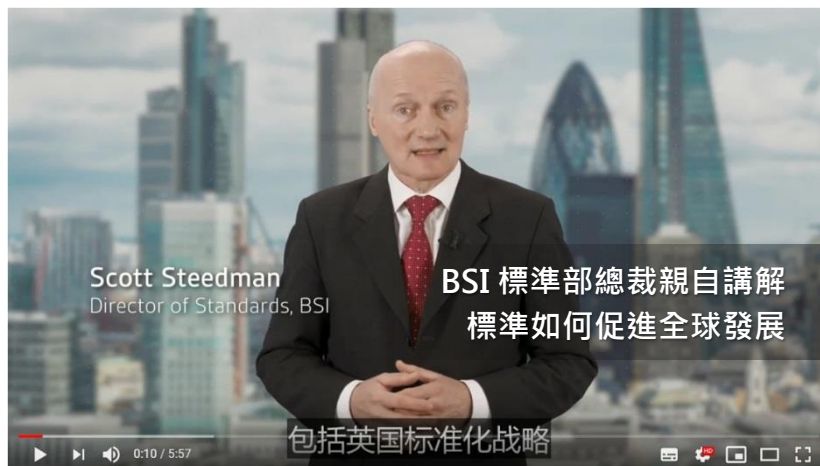 Scott Steedman
Director of Standards, BSI
BSI 標準部總裁親自講解
標準如何促進全球發展
包括英国标准化战略
0:10 / 5:57
HD